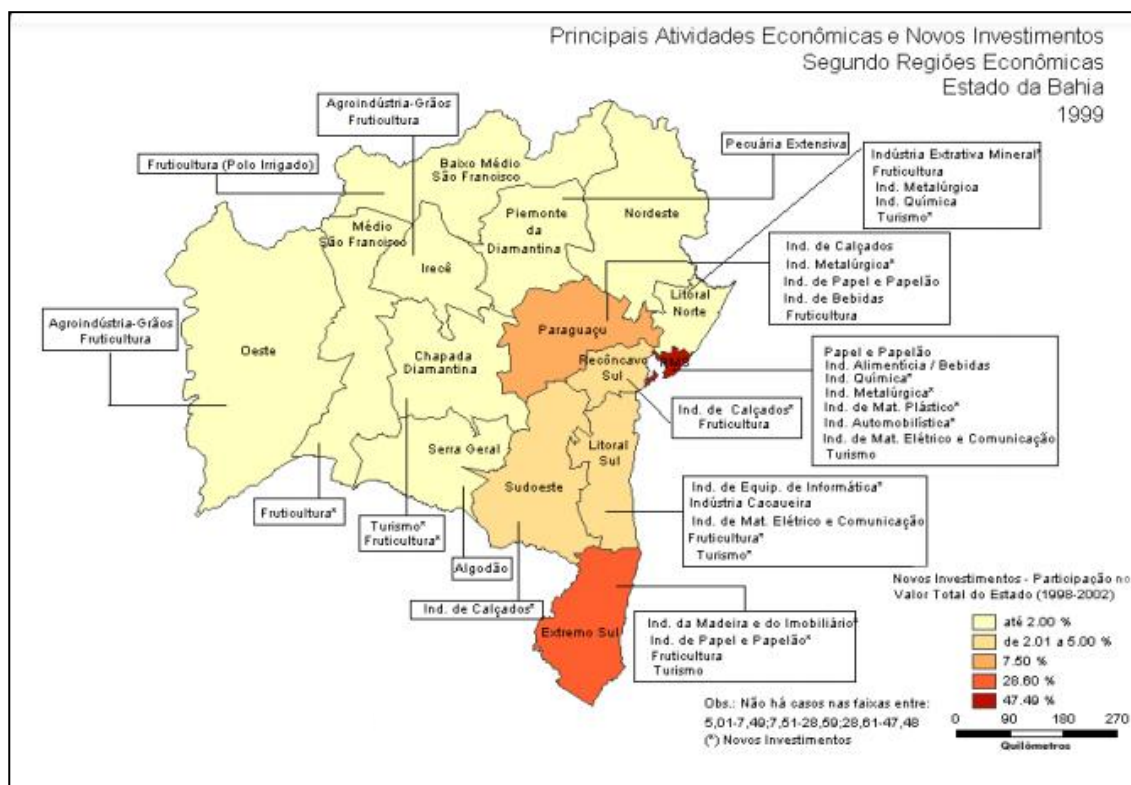 Principais Atividades Econômicas e Novos Investimentos
Segundo Regiões Econômicas
Estado da Bahia
1999
Agroindústria-Grãos
Fruticultura
Fruticultura (Polo Irrigado)
Pecuária Extensiva
Indústria Extrativa Mineral*
Fruticultura
Ind. Metalúrgica
Ind. Química
Turismo*
Baixo Médio
São Francisco
Médio
São Francisco
Piemonte
da
Diamantina
Nordeste
Irecê
Litoral
Norte
Ind. de Calçados
Ind. Metalúrgica*
Ind. de Papel e Papelão
Ind. de Bebidas
Fruticultura
Agroindústria-Grãos
Fruticultura
Oeste
Chapada
Diamantina
Paraguaçu
Recôncavo
Sul
RMS
Papel e Papelão
Ind. Alimentícia / Bebidas
Ind. Química*
Ind. Metalúrgica*
Ind. de Mat. Plástico*
Ind. Automobilística*
Ind. de Mat. Elétrico e Comunicação
Turismo
Ind. de Calçados*
Fruticultura
Serra Geral
Sudoeste
Litoral
Sul
Ind. de Equip. de Informática*
Indústria Cacaueira
Ind. de Mat. Elétrico e Comunicação
Fruticultura*
Turismo*
Fruticultura*
Turismo*
Fruticultura*
Algodão
Ind. de Calçados*
Extremo Sul
Ind. da Madeira e do Imobiliário*
Ind. de Papel e Papelão*
Fruticultura
Turismo
Novos Investimentos - Participação no
Valor Total do Estado (1998-2002)
até 2.00 %
de 2.01 a 5.00 %
7.50 %
28.60 %
47.49 %
Obs.: Não há casos nas faixas entre:
5,01-7,49;7,51-28,59;28,61-47,48
(*) Novos Investimentos
0 90 180 270
Quilômetros